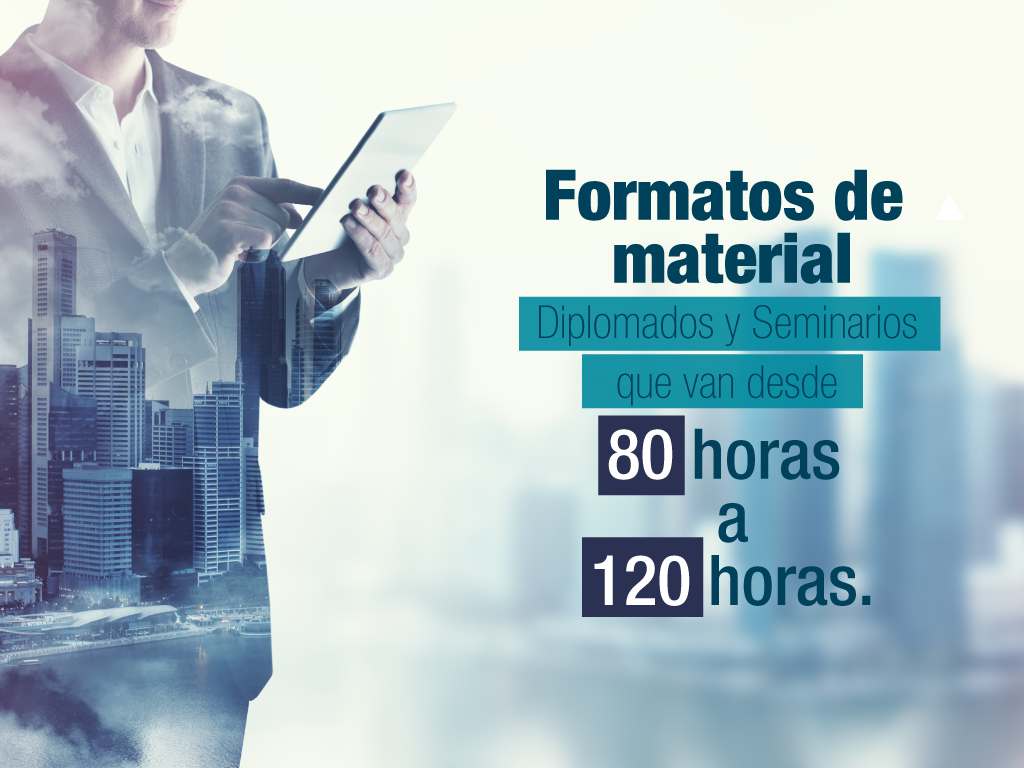 Formatos de
material
Diplomados y Seminarios
que van desde
80 horas
a
120 horas.